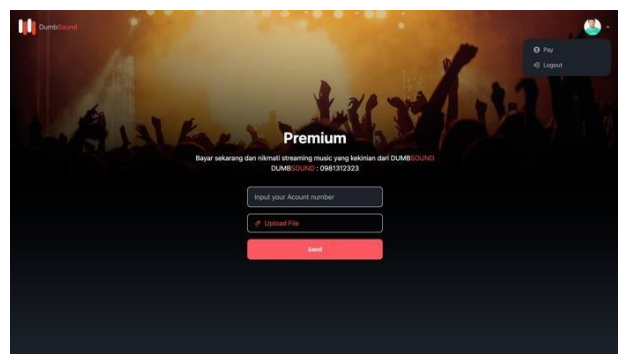 DumbSound
Pay
Logout
Premium
Bayar sekarang dan nikmati streaming music yang kekinian dari DUMBSOUND
DUMBSOUND : 0981312323
Input your Acount number
Upload File
Send